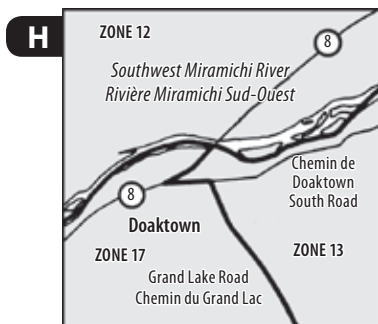 H
ZONE 12
8
Southwest Miramichi River
Rivière Miramichi Sud-Ouest
Chemin de
Doaktown
South Road
8
Doaktown
ZONE 17
ZONE 13
Grand Lake Road
Chemin du Grand Lac